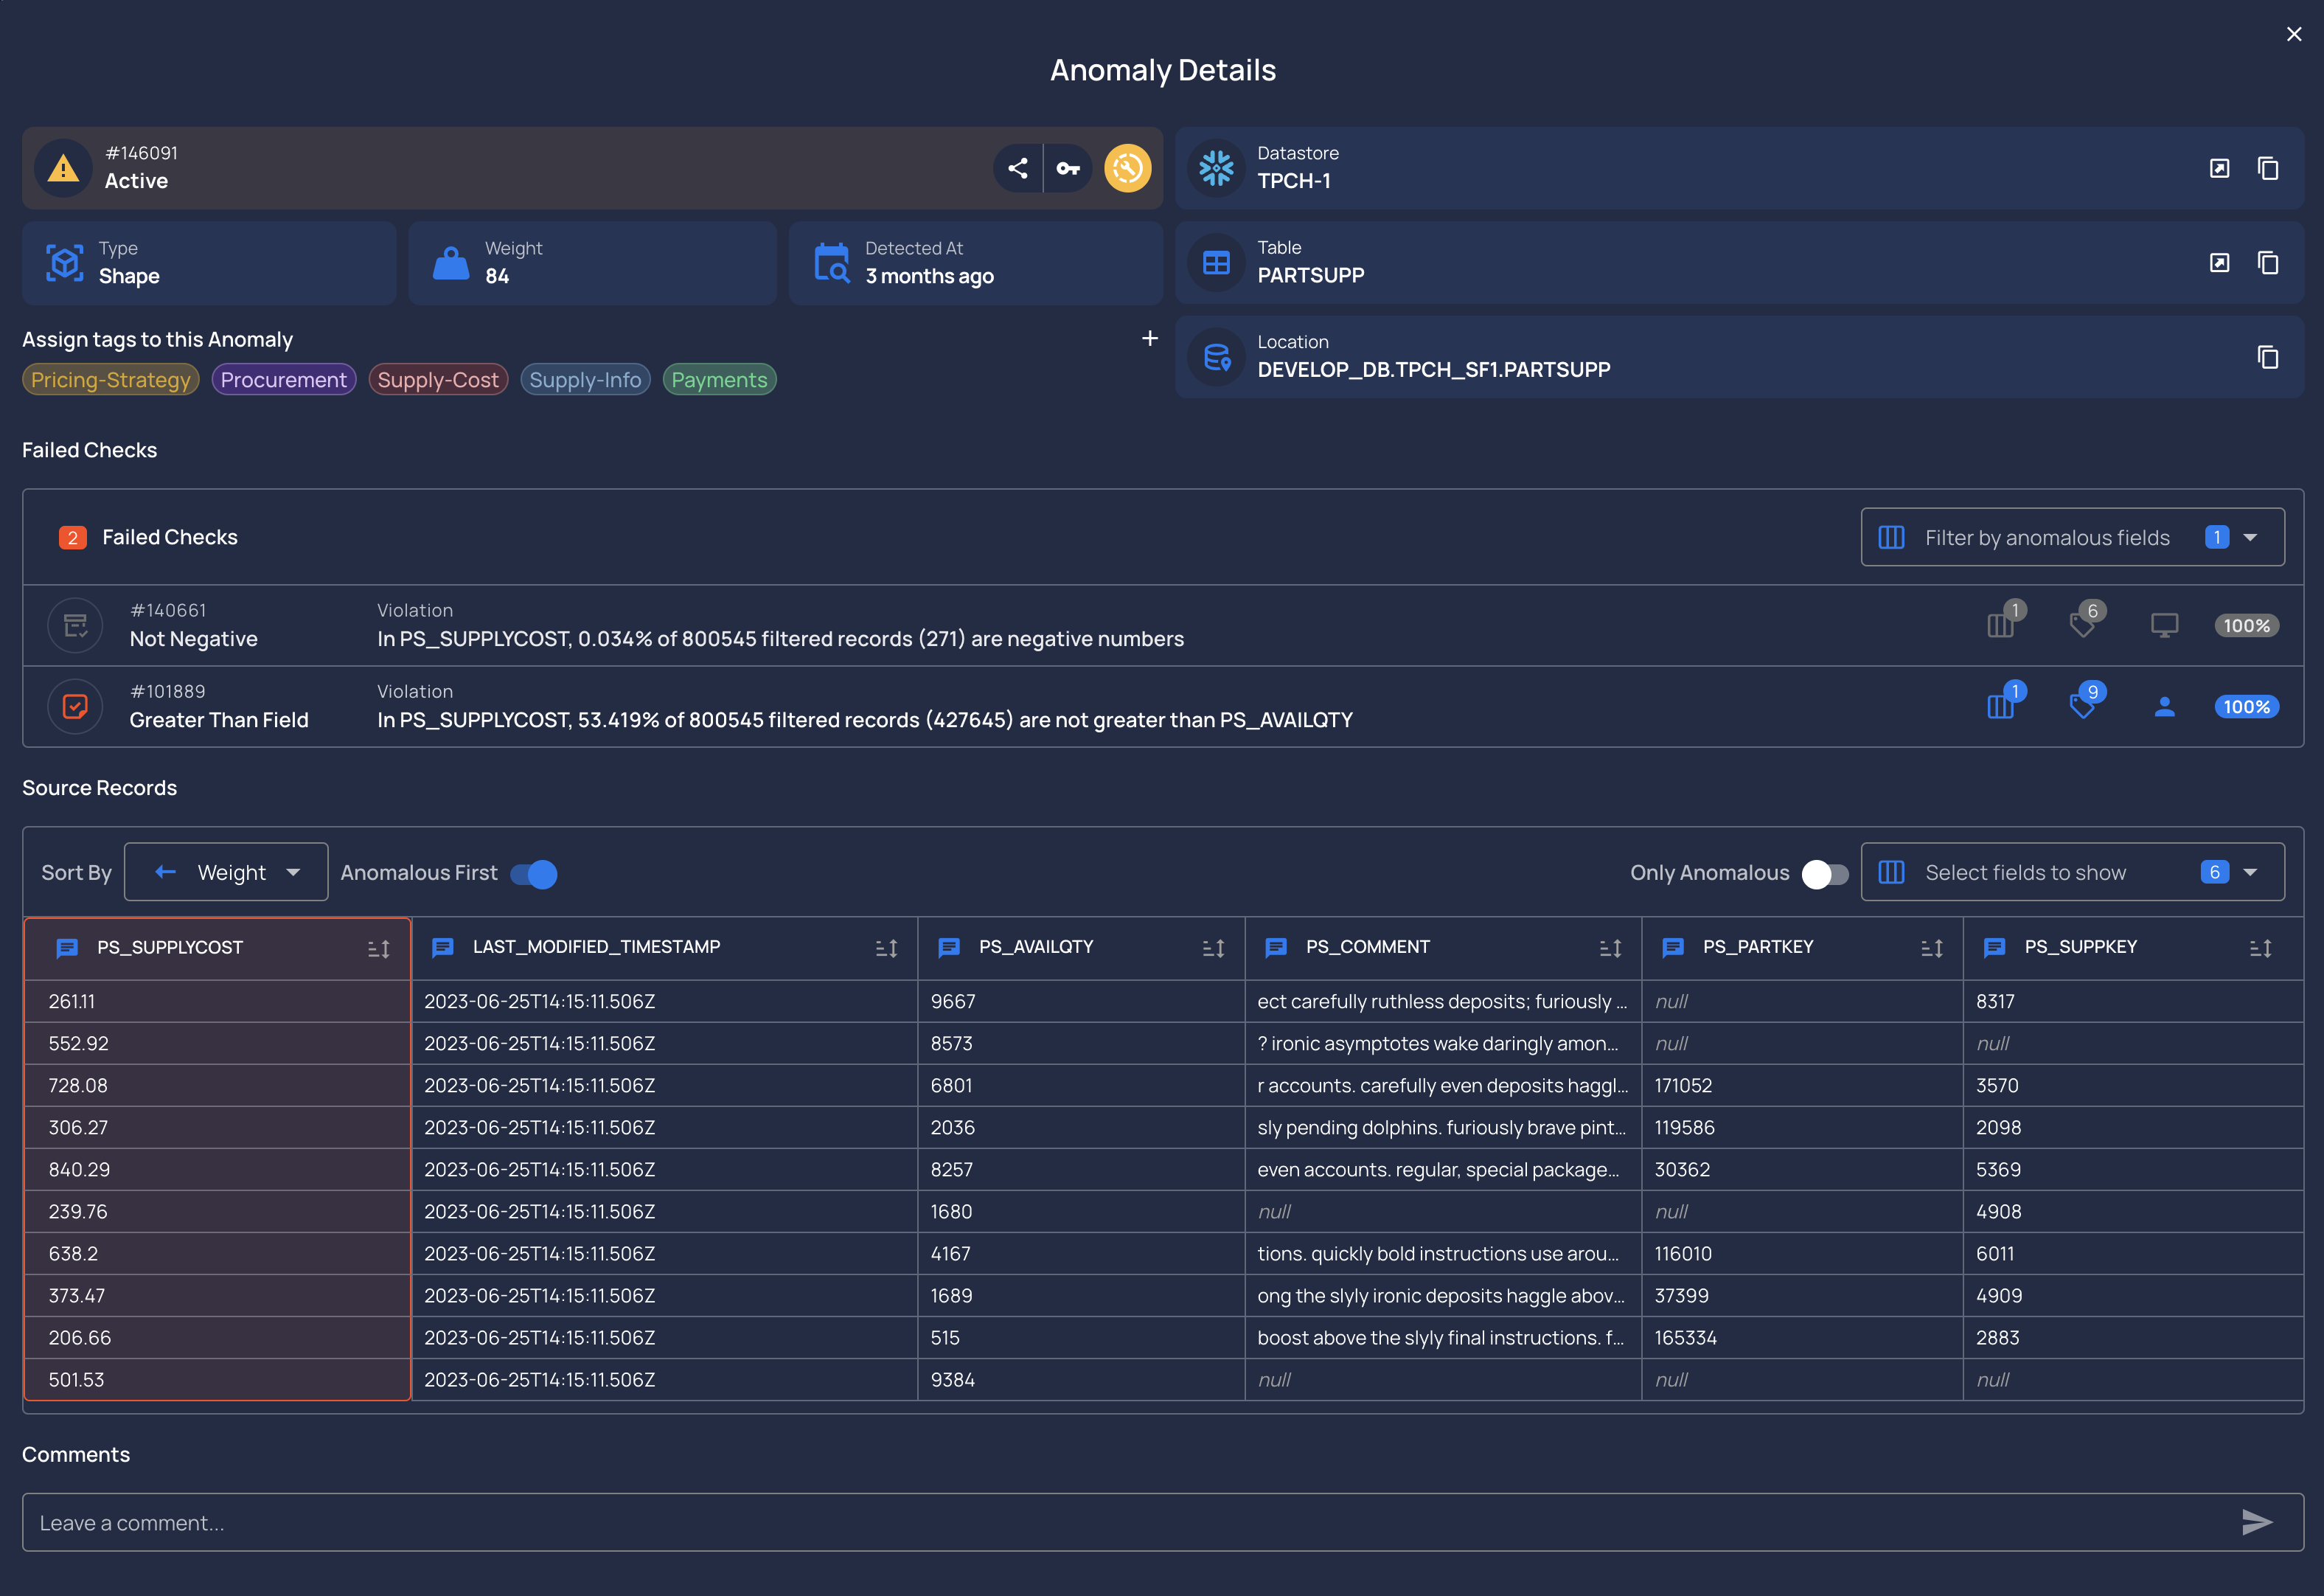 Anomaly Details
#146091
Active
Datastore
TPCH-1
Type
Shape
Weight
84
Detected At
3 months ago
Table
PARTSUPP
Assign tags to this Anomaly
Pricing-Strategy Procurement Supply-Cost Supply-Info Payments
Location
DEVELOP_DB.TPCH_SF1.PARTSUPP
Failed Checks
2 Failed Checks Filter by anomalous fields 1
#140661 Violation 1 6
Not Negative In PS_SUPPLYCOST, 0.034% of 800545 filtered records (271) are negative numbers 100%
#101889 Violation 1 9
Greater Than Field In PS_SUPPLYCOST, 53.419% of 800545 filtered records (427645) are not greater than PS_AVAILQTY 100%
Source Records
Sort By Weight Anomalous First Only Anomalous Select fields to show 6
PS_SUPPLYCOST LAST_MODIFIED_TIMESTAMP PS_AVAILQTY PS_COMMENT PS_PARTKEY PS_SUPPKEY
261.11 2023-06-25T14:15:11.506Z 9667 ect carefully ruthless deposits; furiously ... null 8317
552.92 2023-06-25T14:15:11.506Z 8573 ? ironic asymptotes wake daringly amon... null null
728.08 2023-06-25T14:15:11.506Z 6801 r accounts. carefully even deposits haggl... 171052 3570
306.27 2023-06-25T14:15:11.506Z 2036 sly pending dolphins. furiously brave pint... 119586 2098
840.29 2023-06-25T14:15:11.506Z 8257 even accounts. regular, special package... 30362 5369
239.76 2023-06-25T14:15:11.506Z 1680 null null 4908
638.2 2023-06-25T14:15:11.506Z 4167 tions. quickly bold instructions use arou... 116010 6011
373.47 2023-06-25T14:15:11.506Z 1689 ong the slyly ironic deposits haggle abov... 37399 4909
206.66 2023-06-25T14:15:11.506Z 515 boost above the slyly final instructions. f... 165334 2883
501.53 2023-06-25T14:15:11.506Z 9384 null null null
Comments
Leave a comment...